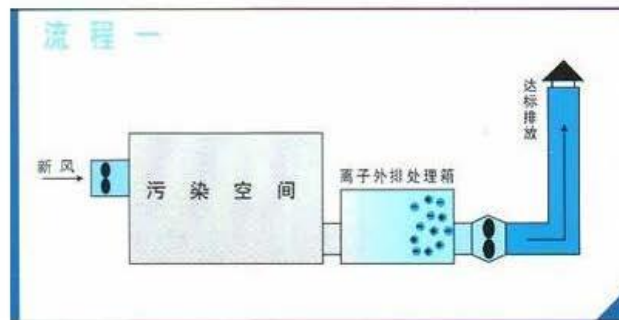 流程一
达标排放
新风
污染空间
离子外排处理箱